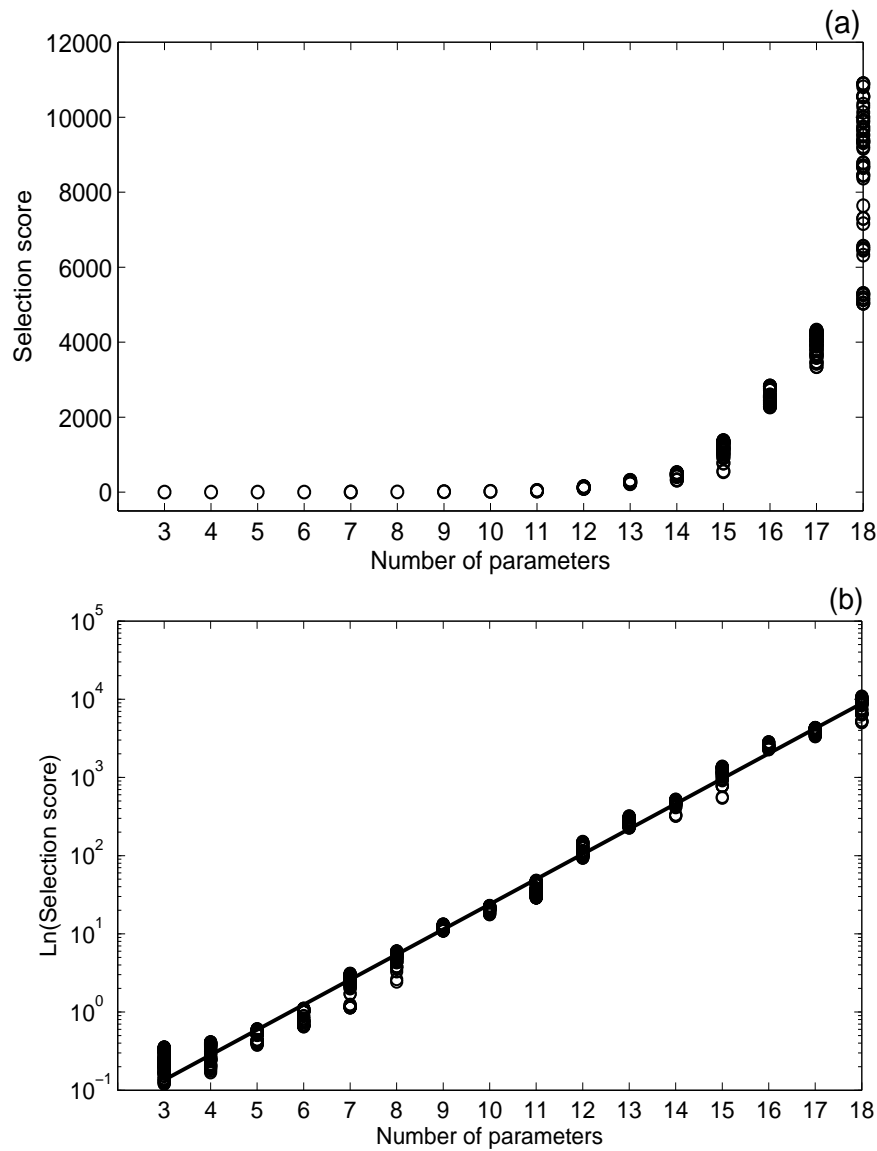 (a)
12000
10000
8000
6000
4000
2000
0
Selection score
3 4 5 6 7 8 9 10 11 12 13 14 15 16 17 18
Number of parameters
(b)
10^5
10^4
10^3
10^2
10^1
10^0
10^−1
Ln(Selection score)
3 4 5 6 7 8 9 10 11 12 13 14 15 16 17 18
Number of parameters